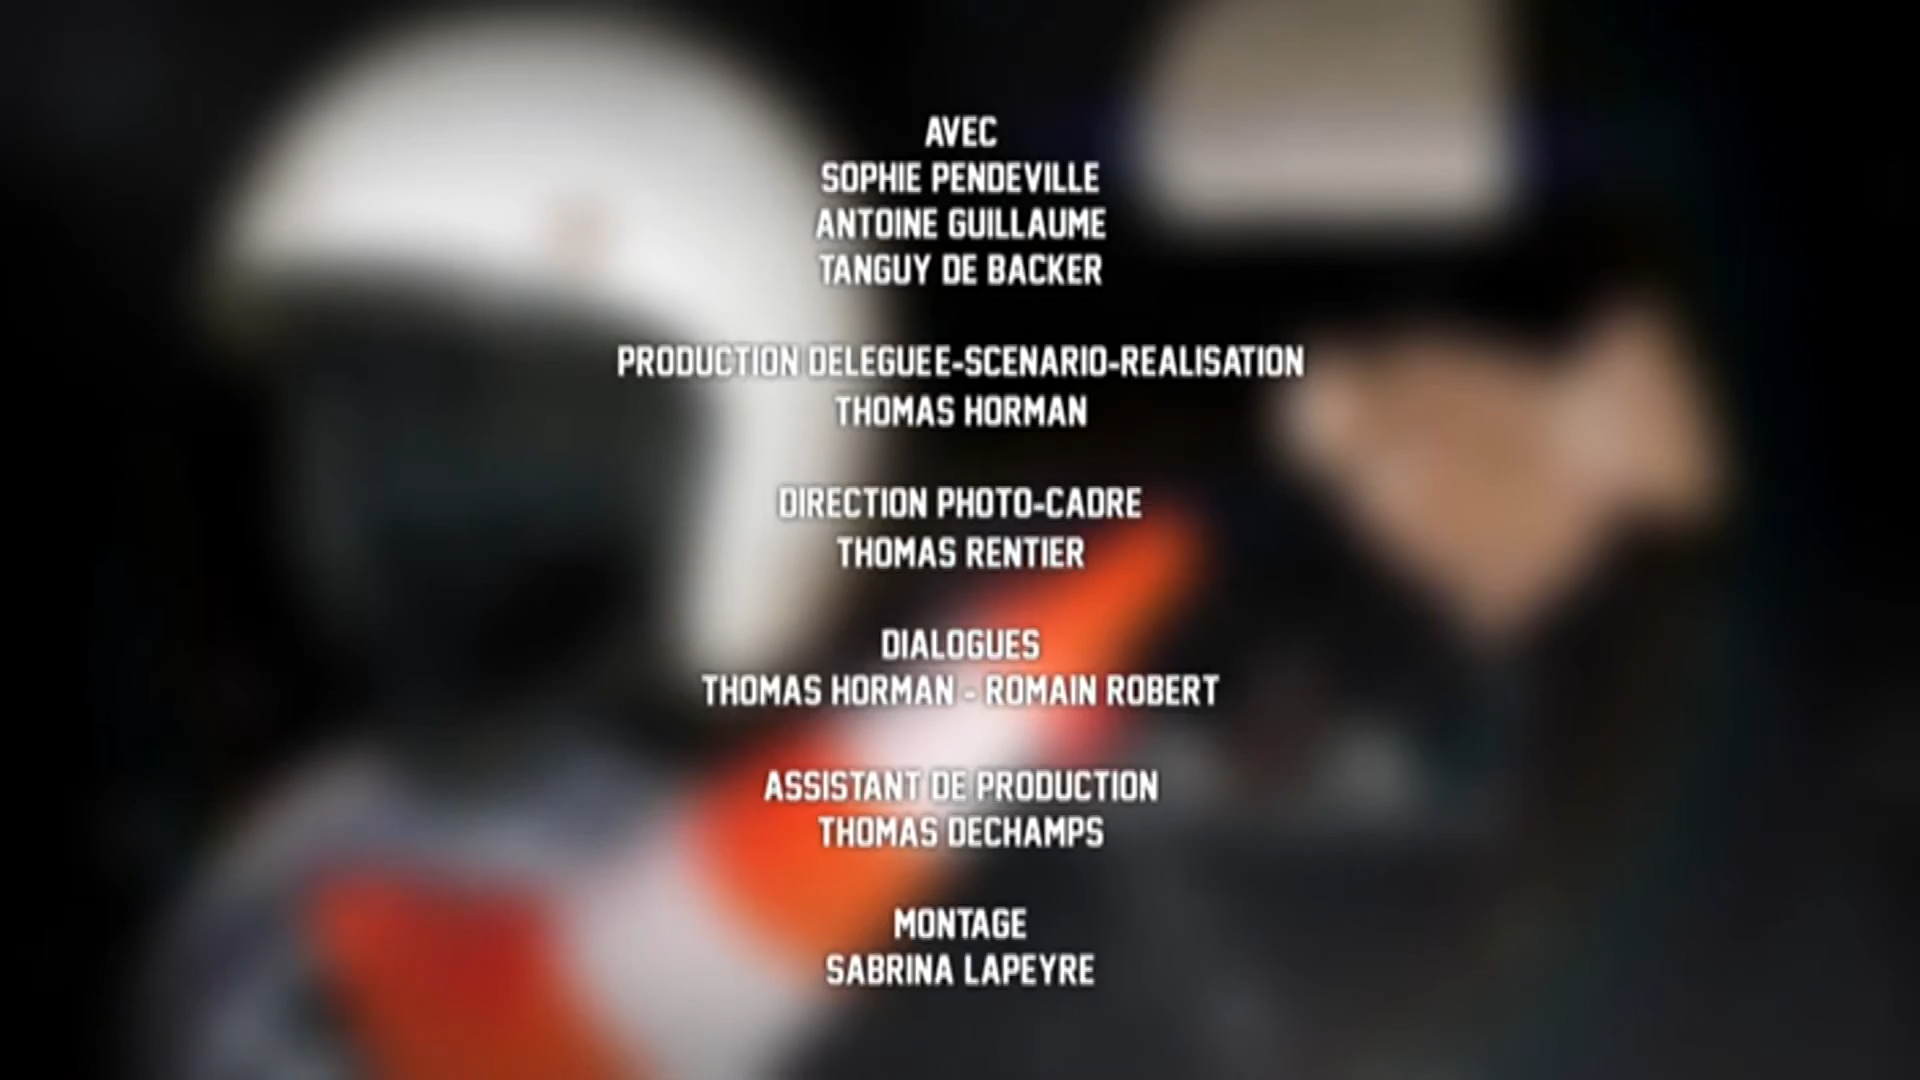 AVEC
SOPHIE PENDEVILLE
ANTOINE GUILLAUME
TANGUY DE BACKER
PRODUCTION DELEGUEE-SCENARIO-REALISATION
THOMAS HORMAN
DIRECTION PHOTO-CADRE
THOMAS RENTIER
DIALOGUES
THOMAS HORMAN - ROMAIN ROBERT
ASSISTANT DE PRODUCTION
THOMAS DECHAMPS
MONTAGE
SABRINA LAPEYRE